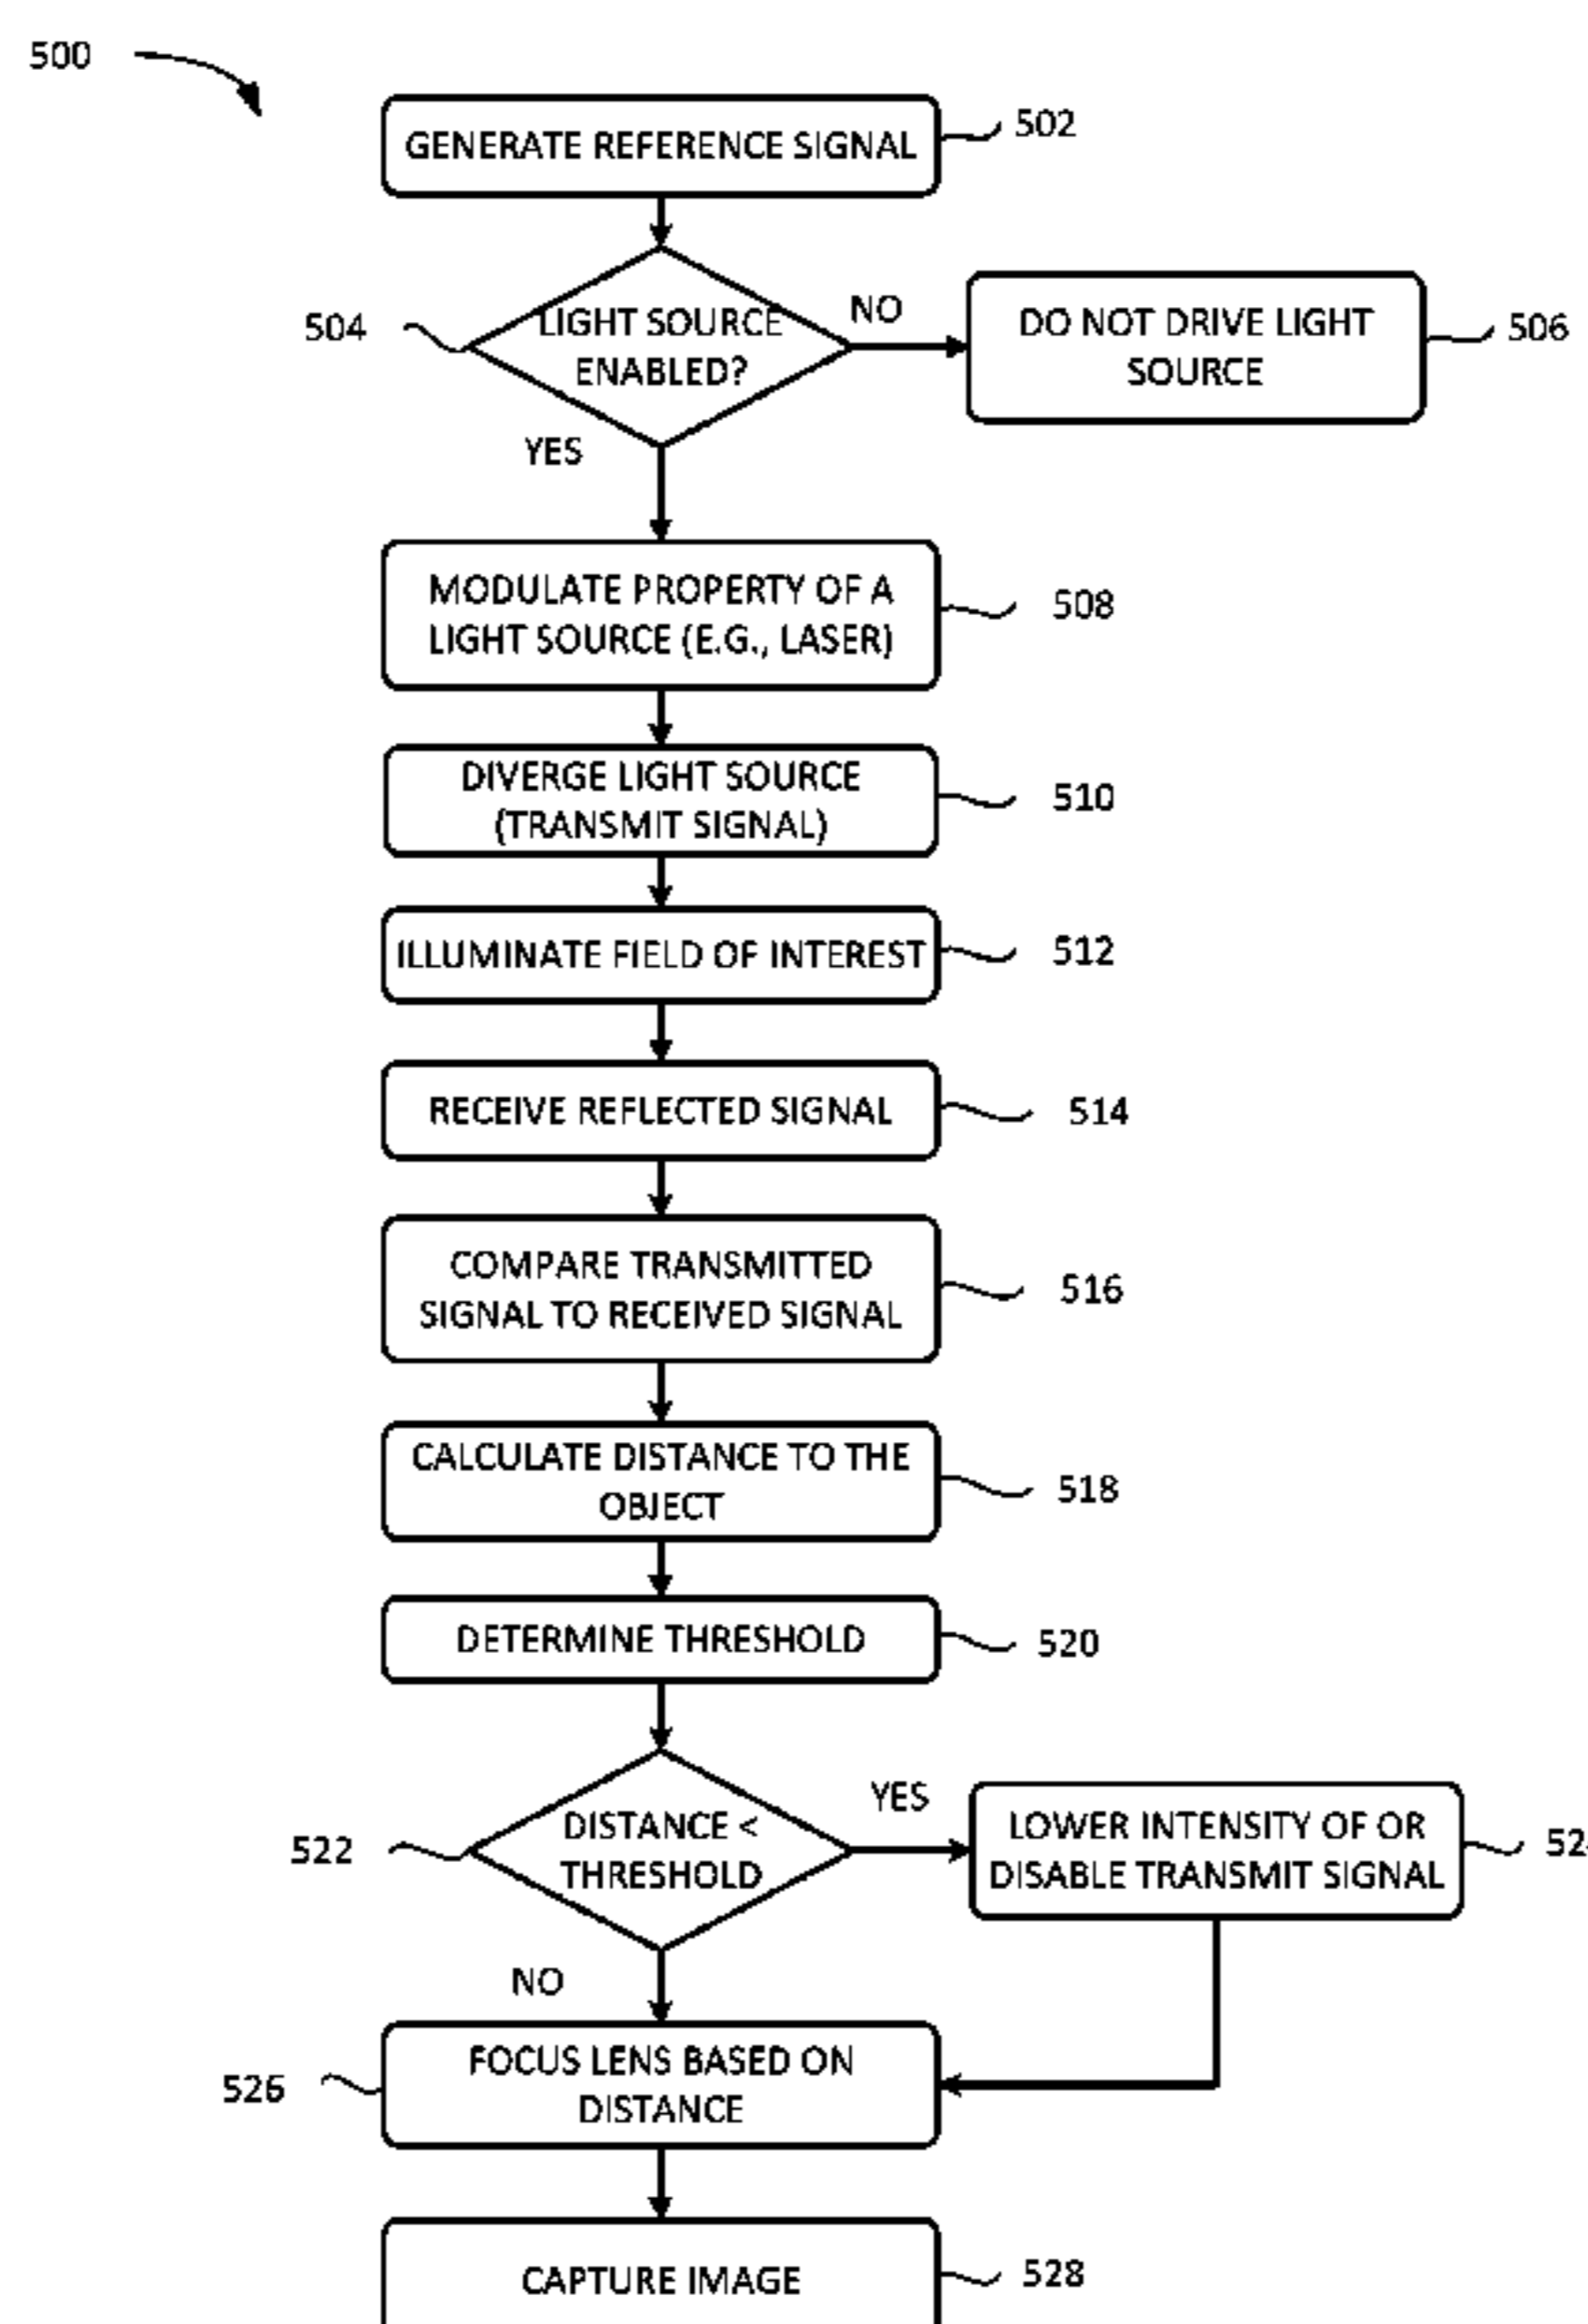 500
GENERATE REFERENCE SIGNAL
502
504
LIGHT SOURCE
ENABLED?
NO
DO NOT DRIVE LIGHT
SOURCE
506
YES
MODULATE PROPERTY OF A
LIGHT SOURCE (E.G., LASER)
508
DIVERGE LIGHT SOURCE
(TRANSMIT SIGNAL)
510
ILLUMINATE FIELD OF INTEREST
512
RECEIVE REFLECTED SIGNAL
514
COMPARE TRANSMITTED
SIGNAL TO RECEIVED SIGNAL
516
CALCULATE DISTANCE TO THE
OBJECT
518
DETERMINE THRESHOLD
520
522
DISTANCE <
THRESHOLD
YES
LOWER INTENSITY OF OR
DISABLE TRANSMIT SIGNAL
NO
526
FOCUS LENS BASED ON
DISTANCE
CAPTURE IMAGE
528